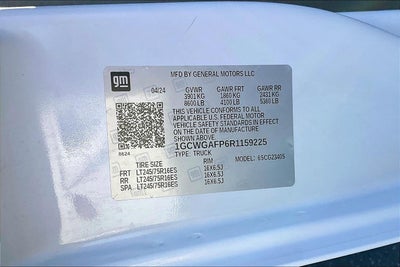 gm
MFD BY GENERAL MOTORS LLC
04/24 GVWR GAWR FRT GAWR RR
3901 KG 1860 KG 2431 KG
8600 LB 4100 LB 5360 LB
THIS VEHICLE CONFORMS TO ALL
APPLICABLE U.S. FEDERAL MOTOR
VEHICLE SAFETY STANDARDS IN EFFECT
ON THE DATE OF MANUFACTURE
SHOWN ABOVE.
8624 1GCWGAFP6R1159225
TYPE: TRUCK MODEL:
TIRE SIZE RIM
FRT LT245/75R16ES 16X6.5J
RR LT245/75R16ES 16X6.5J
SPA LT245/75R16ES 16X6.5J